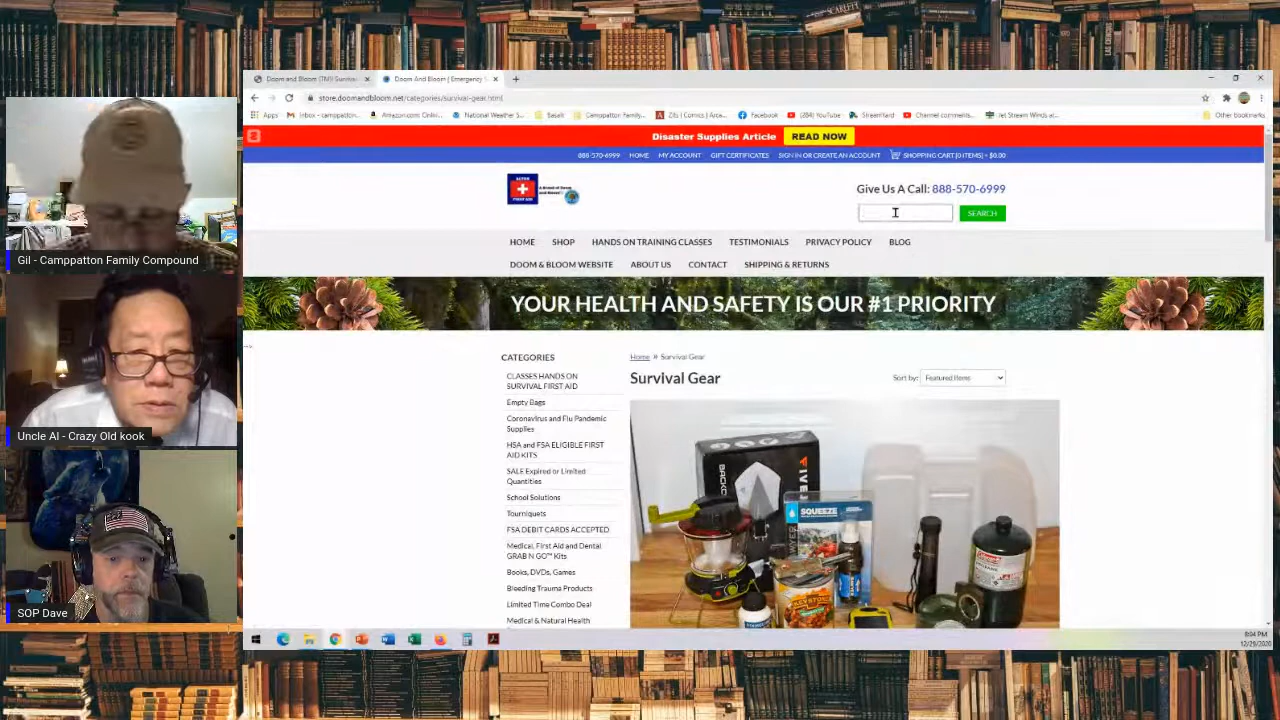 Gil - Camppatton Family Compound
Uncle Al - Crazy Old kook
SOP Dave
Doom and Bloom (TM) Survival
Doom And Bloom | Emergency S
store.doomandbloom.net/categories/survival-gear.html
Apps
Inbox - camppatton...
Amazon.com: Onlin...
National Weather S...
Basalt
Camppatton Family...
Zits | Comics | Arca...
Facebook
(284) YouTube
StreamYard
Channel comments...
Jet Stream Winds at...
Other bookmarks
Disaster Supplies Article READ NOW
888-570-6999 HOME MY ACCOUNT GIFT CERTIFICATES SIGN IN OR CREATE AN ACCOUNT SHOPPING CART [0 ITEMS] - $0.00
Give Us A Call: 888-570-6999
SEARCH
HOME SHOP HANDS ON TRAINING CLASSES TESTIMONIALS PRIVACY POLICY BLOG
DOOM & BLOOM WEBSITE ABOUT US CONTACT SHIPPING & RETURNS
YOUR HEALTH AND SAFETY IS OUR #1 PRIORITY
CATEGORIES
CLASSES HANDS ON
SURVIVAL FIRST AID
Empty Bags
Coronavirus and Flu Pandemic
Supplies
HSA and FSA ELIGIBLE FIRST
AID KITS
SALE Expired or Limited
Quantities
School Solutions
Tourniquets
FSA DEBIT CARDS ACCEPTED
Medical, First Aid and Dental
GRAB N GO™ Kits
Books, DVDs, Games
Bleeding Trauma Products
Limited Time Combo Deal
Medical & Natural Health
Home » Survival Gear
Survival Gear
Sort by: Featured Items
SQUEEZE
KEYSTONE
8:04 PM
12/29/2020